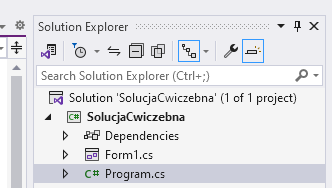 Solution Explorer
Search Solution Explorer (Ctrl+;)
Solution 'SolucjaCwiczebna' (1 of 1 project)
C# SolucjaCwiczebna
Dependencies
Form1.cs
C# Program.cs